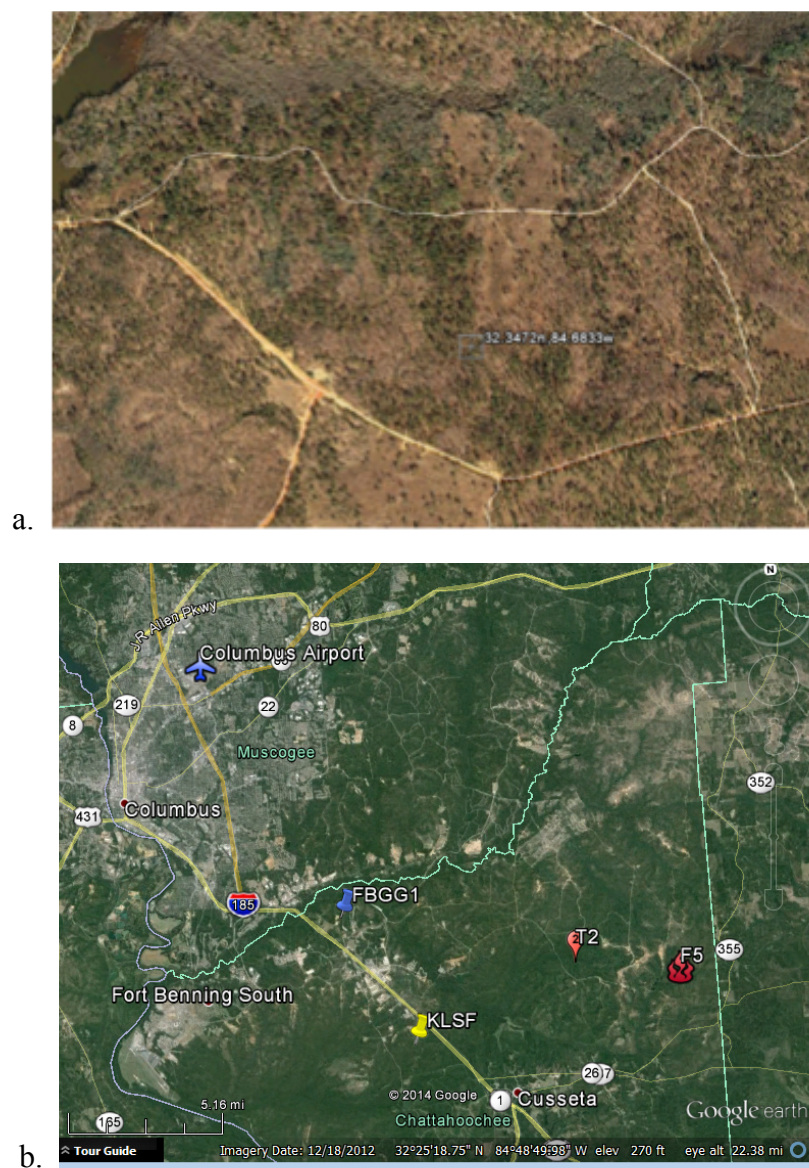 32.3472n,84.6833w
a.
N
J.R. Allen Pkwy
80
Columbus Airport
219
22
8
Muscogee
352
Columbus
431
FBGG1
185
T2
F5
355
Fort Benning South
KLSF
5.16 mi
© 2014 Google
26
1
Cusseta
Google earth
165
Chattahoochee
Tour Guide
Imagery Date: 12/18/2012 32°25'18.75" N 84°48'49.98" W elev 270 ft eye alt 22.38 mi
b.